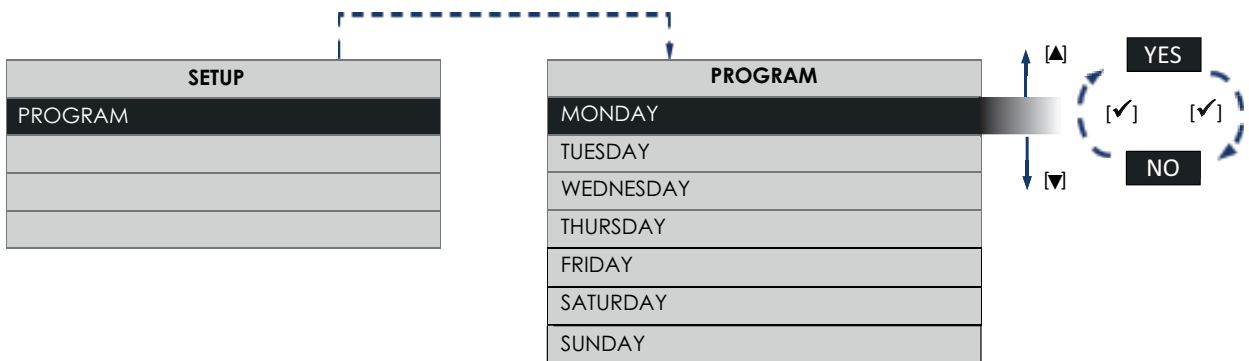 SETUP
PROGRAM
PROGRAM
MONDAY
TUESDAY
WEDNESDAY
THURSDAY
FRIDAY
SATURDAY
SUNDAY
[▲]
[▼]
YES
[✔] [✔]
NO